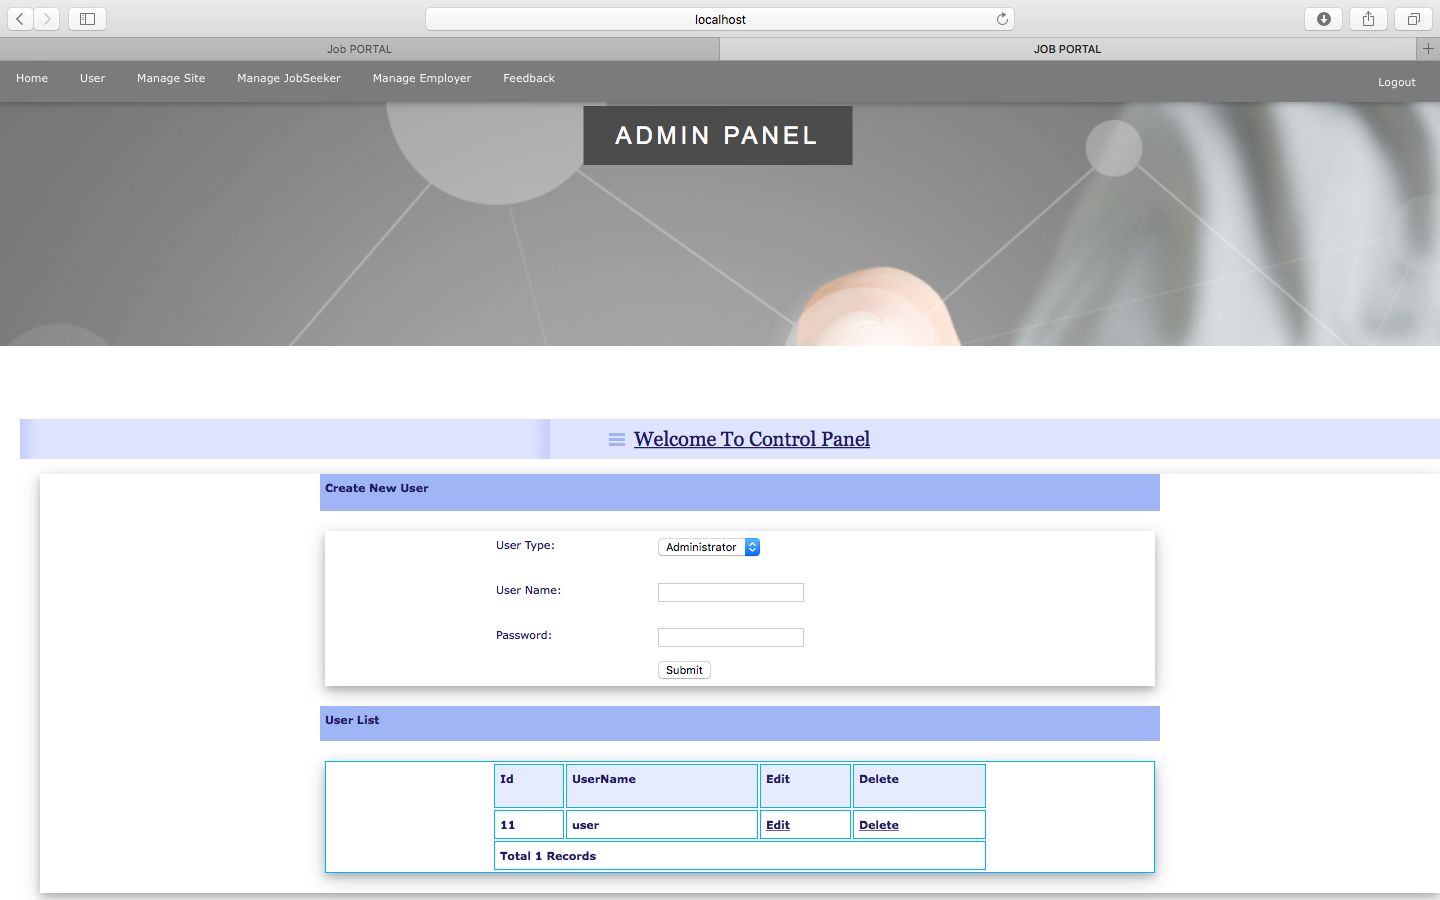 localhost
Job PORTAL
JOB PORTAL
Home User Manage Site Manage JobSeeker Manage Employer Feedback Logout
ADMIN PANEL
Welcome To Control Panel
Create New User
User Type: Administrator
User Name:
Password:
Submit
User List
Id UserName Edit Delete
11 user Edit Delete
Total 1 Records